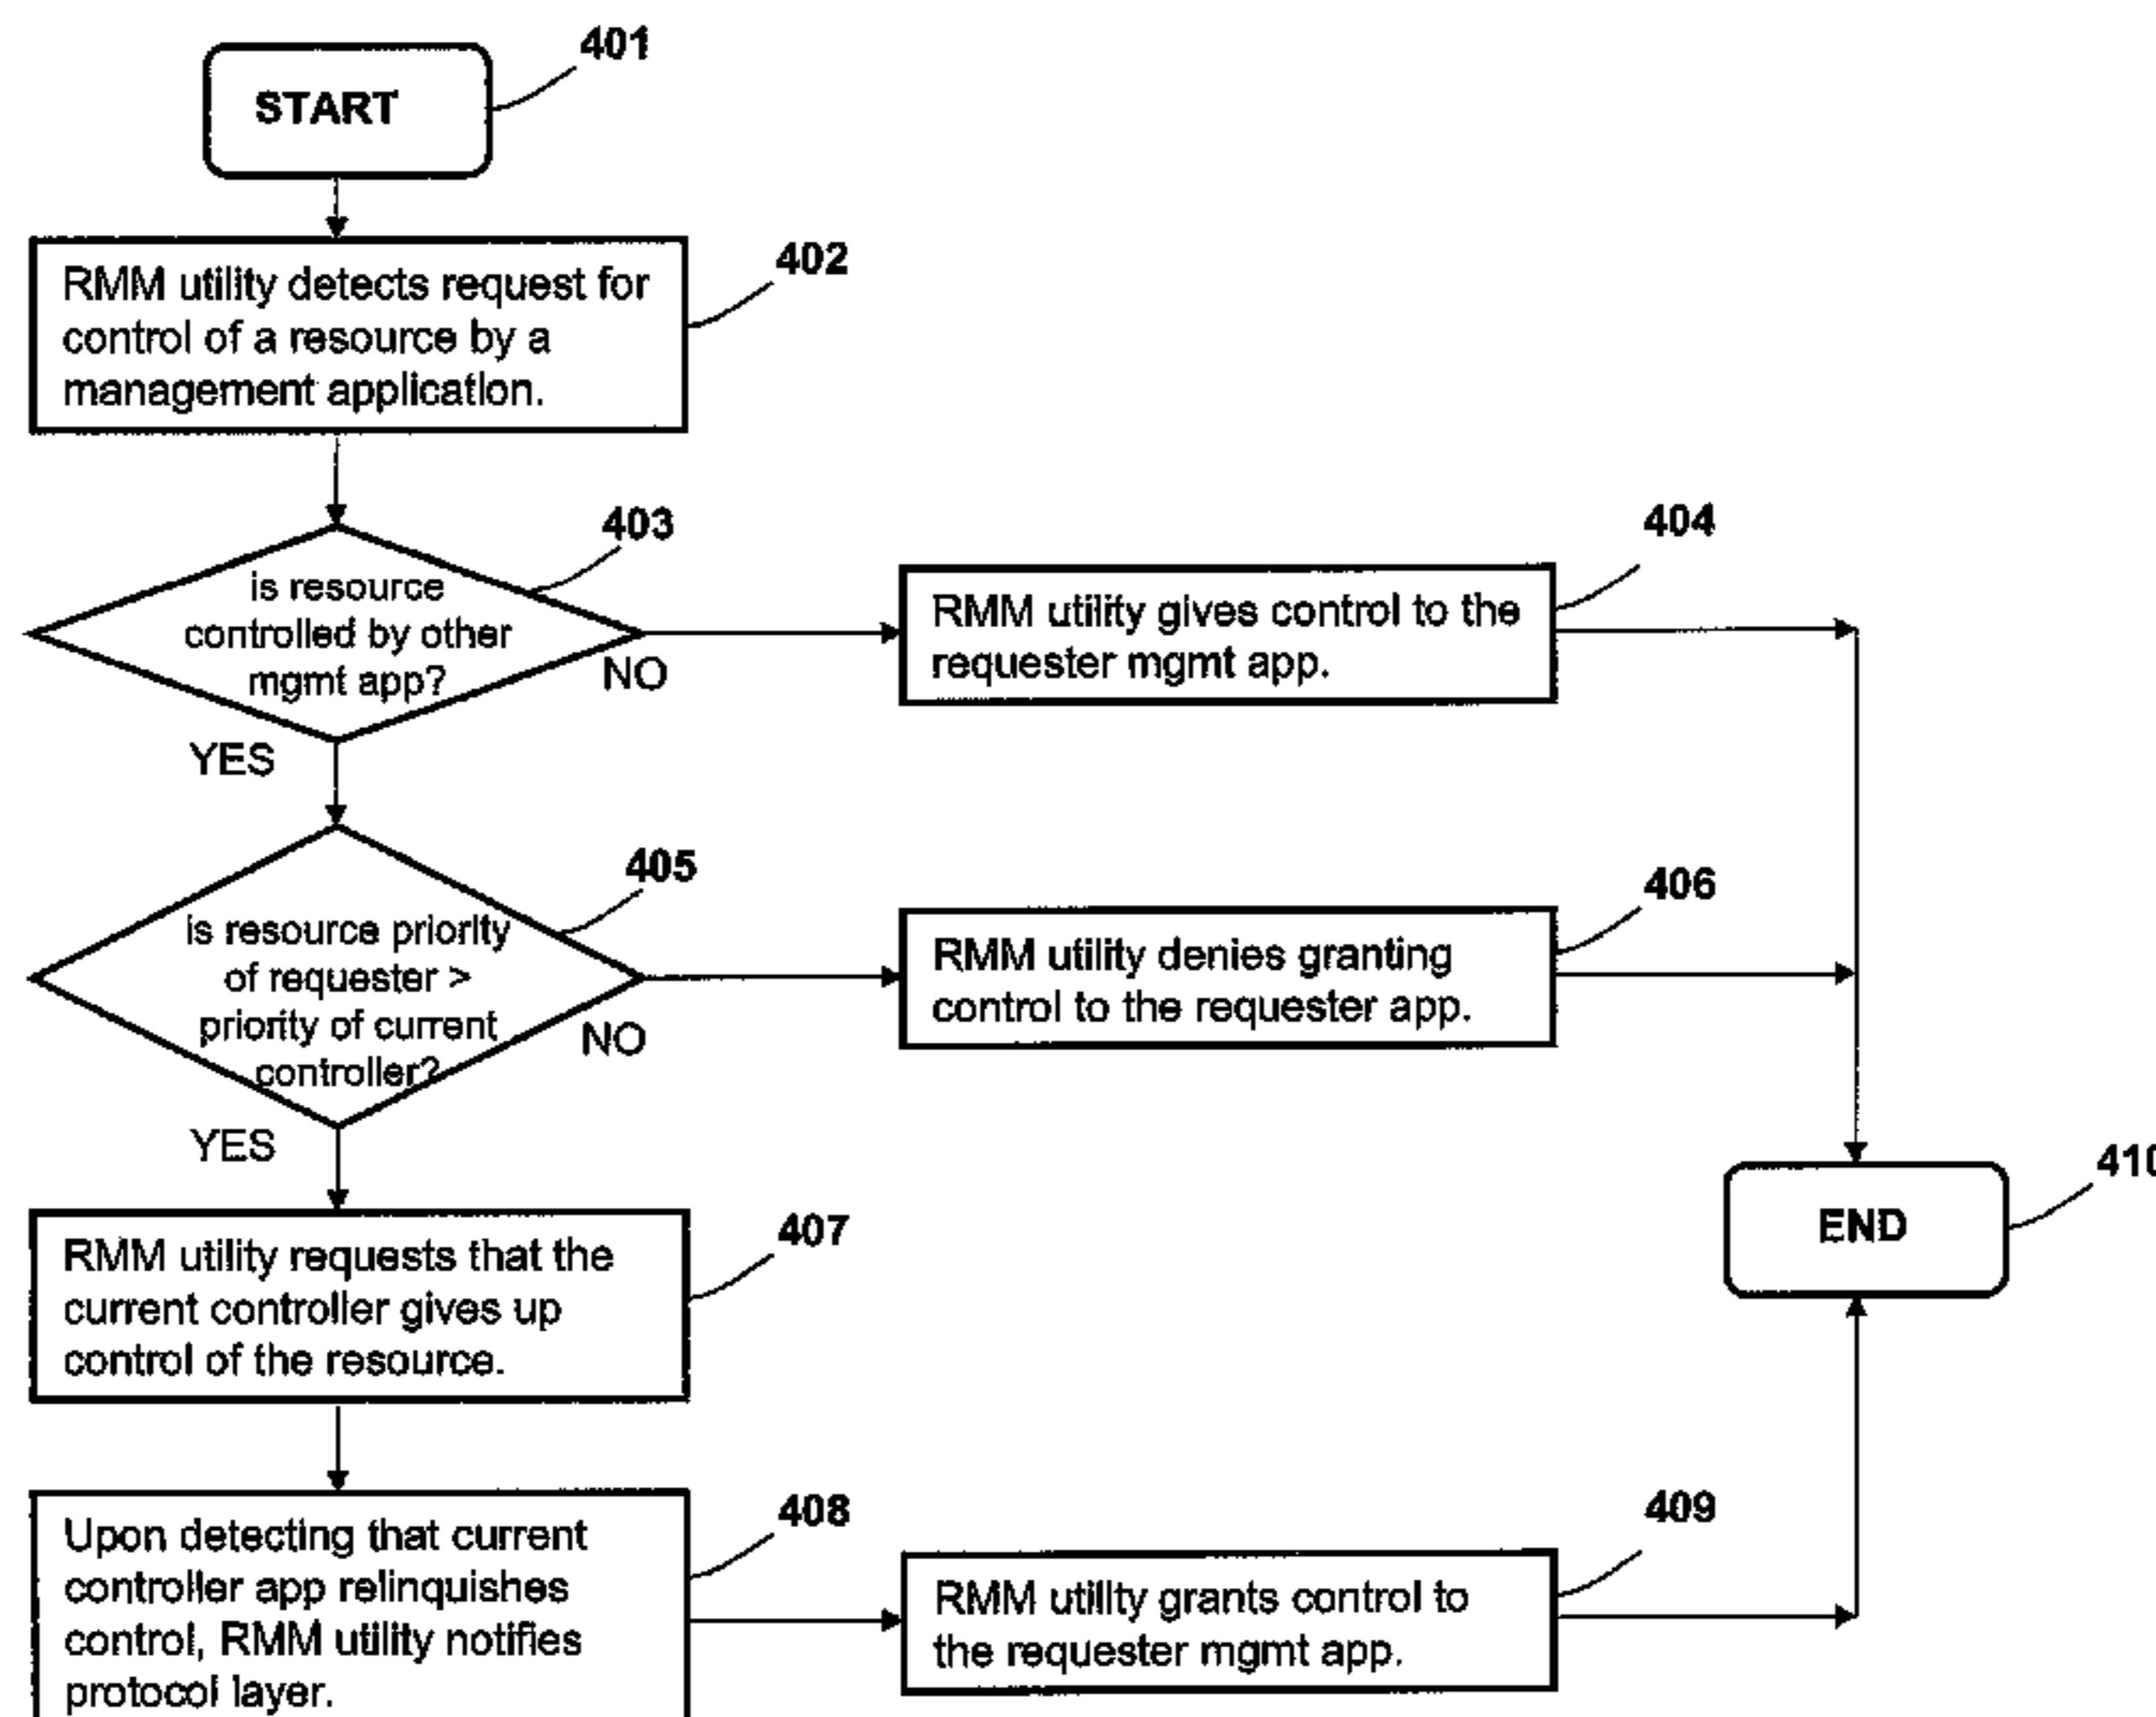 401
START
402
RMM utility detects request for
control of a resource by a
management application.
403
is resource
controlled by other
mgmt app?
NO
YES
404
RMM utility gives control to the
requester mgmt app.
405
is resource priority
of requester >
priority of current
controller?
NO
YES
406
RMM utility denies granting
control to the requester app.
407
RMM utility requests that the
current controller gives up
control of the resource.
410
END
408
Upon detecting that current
controller app relinquishes
control, RMM utility notifies
protocol layer.
409
RMM utility grants control to
the requester mgmt app.